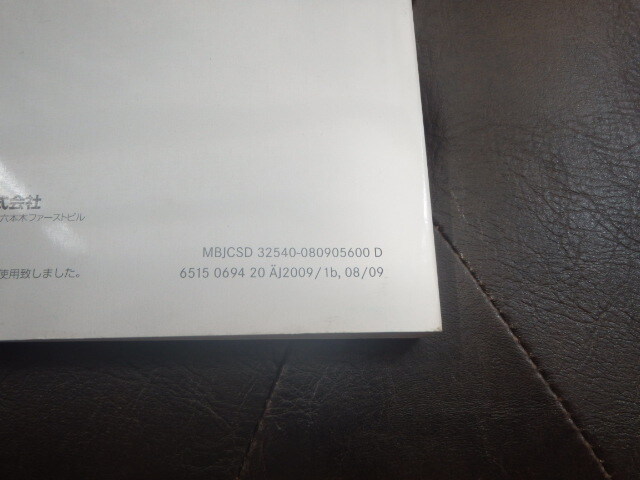 式会社
六本木ファーストビル
MBJCSD 32540-080905600 D
使用致しました。
6515 0694 20 ÄJ2009/1b, 08/09